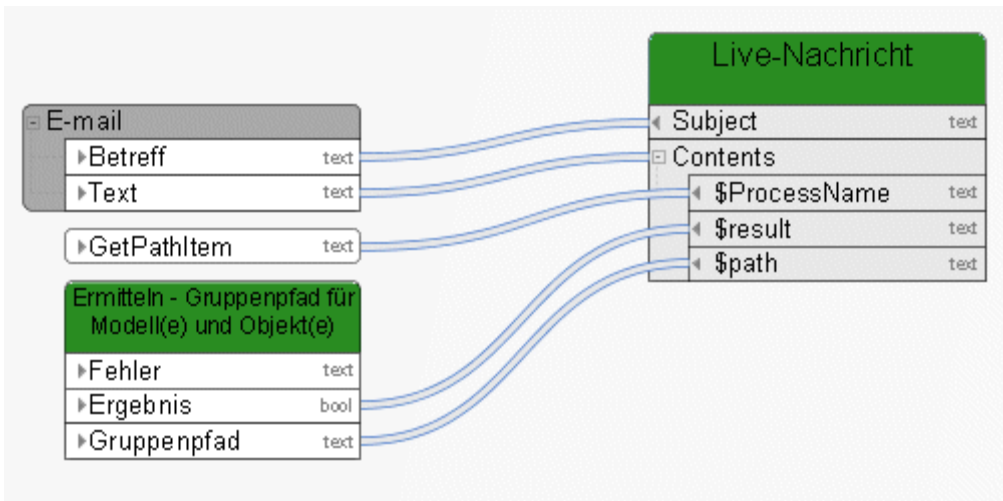 Live-Nachricht
E-mail
Subject text
Betreff text
Contents
Text text
$ProcessName text
GetPathItem text
$result text
$path text
Ermitteln - Gruppenpfad für
Modell(e) und Objekt(e)
Fehler text
Ergebnis bool
Gruppenpfad text